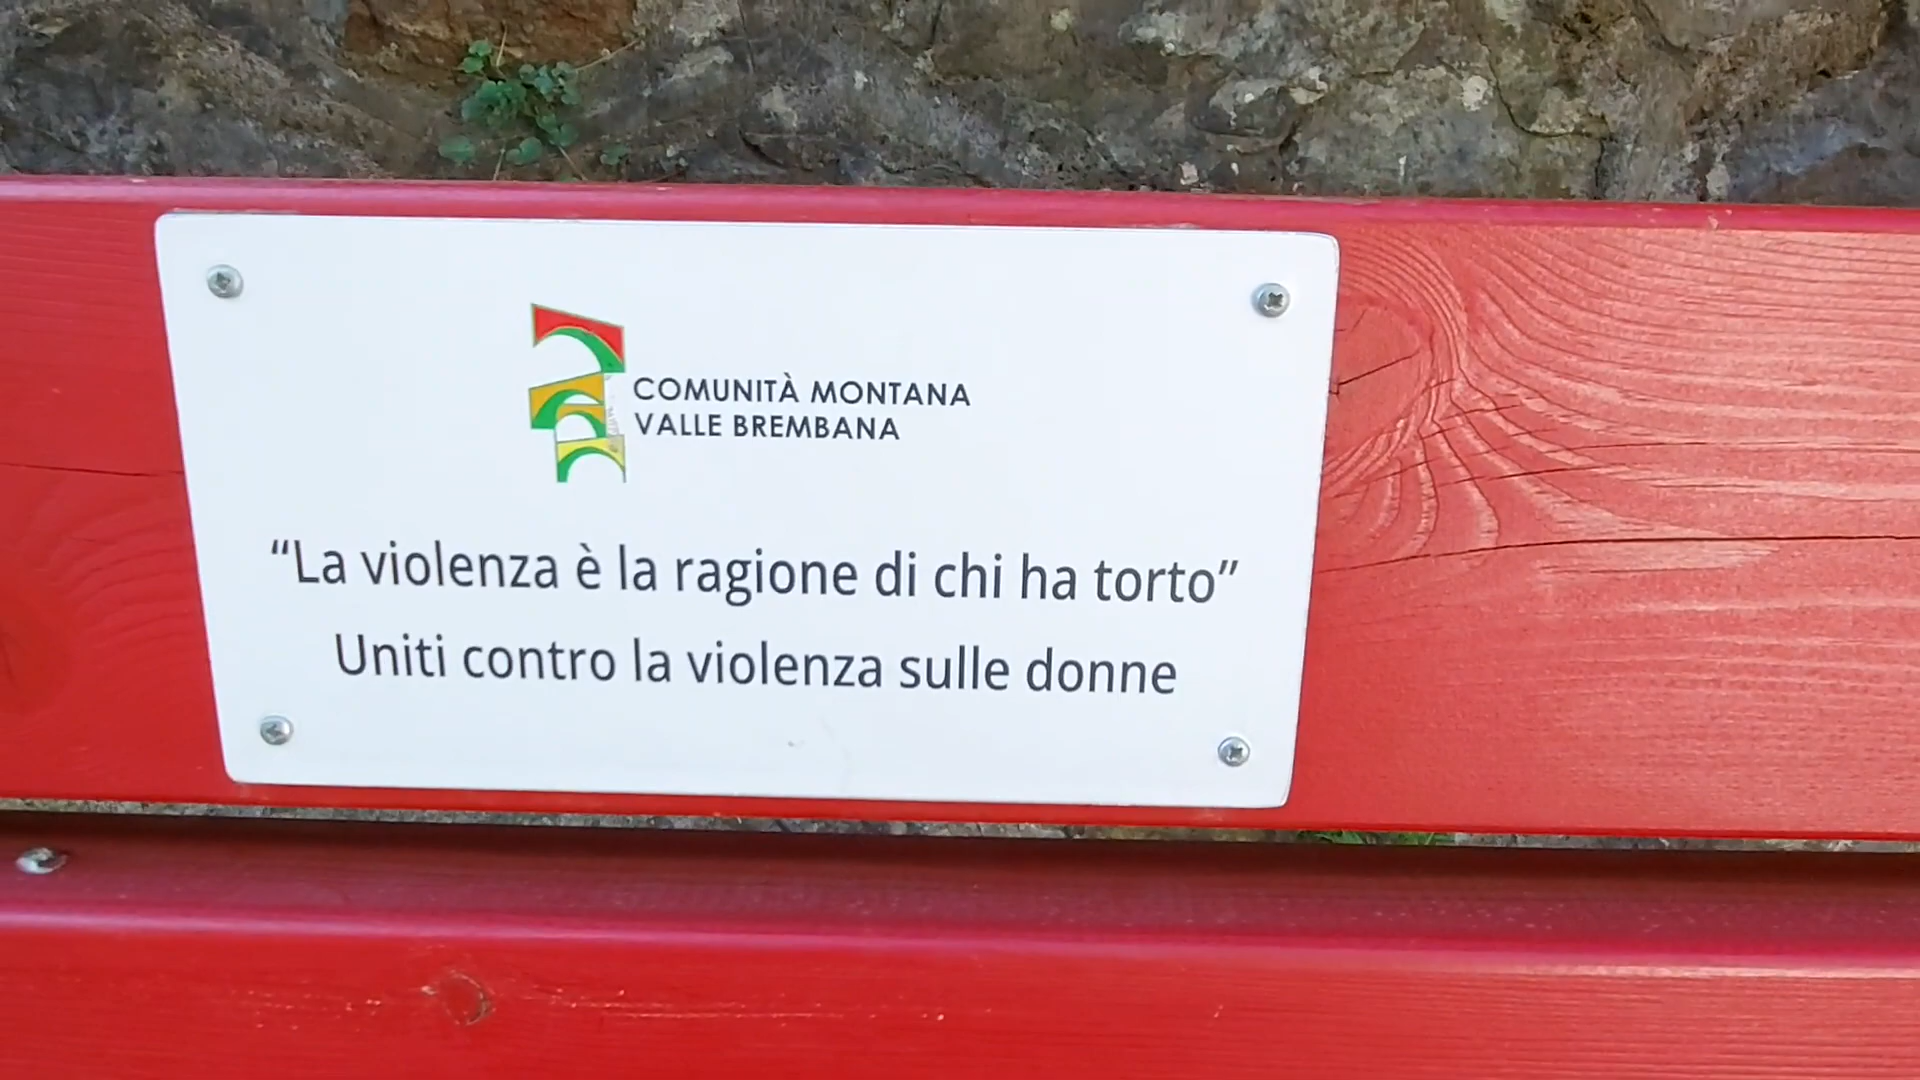 COMUNITÀ MONTANA
VALLE BREMBANA
“La violenza è la ragione di chi ha torto”
Uniti contro la violenza sulle donne